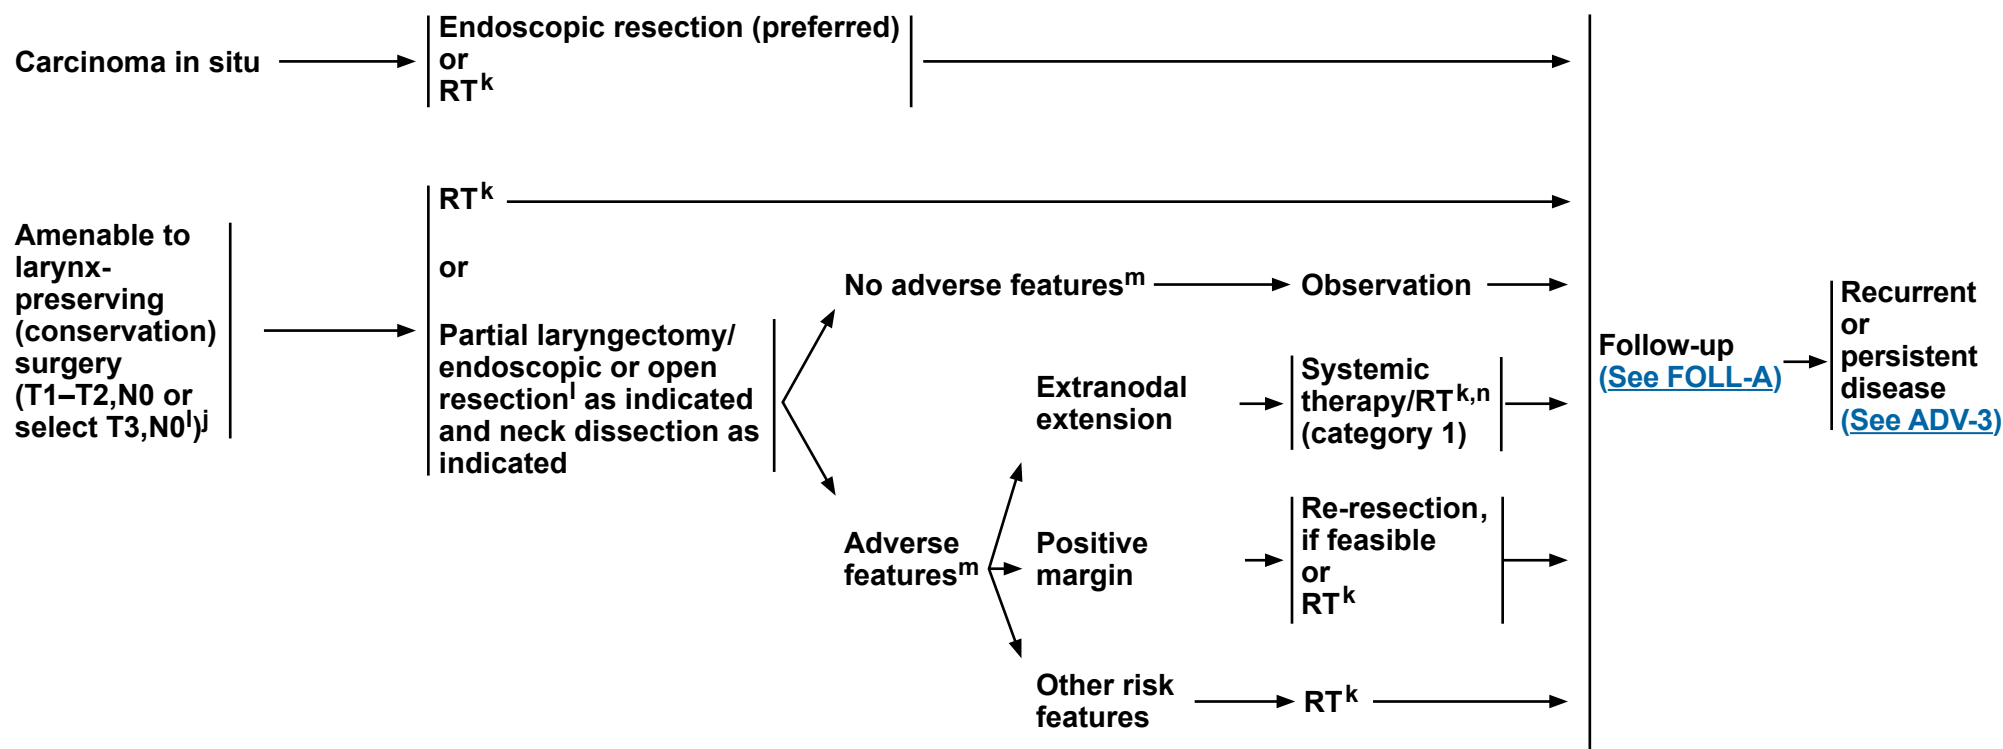 Carcinoma in situ
Endoscopic resection (preferred)
or
RTᵏ
Amenable to
larynx-
preserving
(conservation)
surgery
(T1–T2,N0 or
select T3,N0ˡ)ʲ
RTᵏ
or
Partial laryngectomy/
endoscopic or open
resectionˡ as indicated
and neck dissection as
indicated
No adverse featuresᵐ
Observation
Adverse
featuresᵐ
Extranodal
extension
Systemic
therapy/RTᵏ,ⁿ
(category 1)
Positive
margin
Re-resection,
if feasible
or
RTᵏ
Other risk
features
RTᵏ
Follow-up
(See FOLL-A)
Recurrent
or
persistent
disease
(See ADV-3)